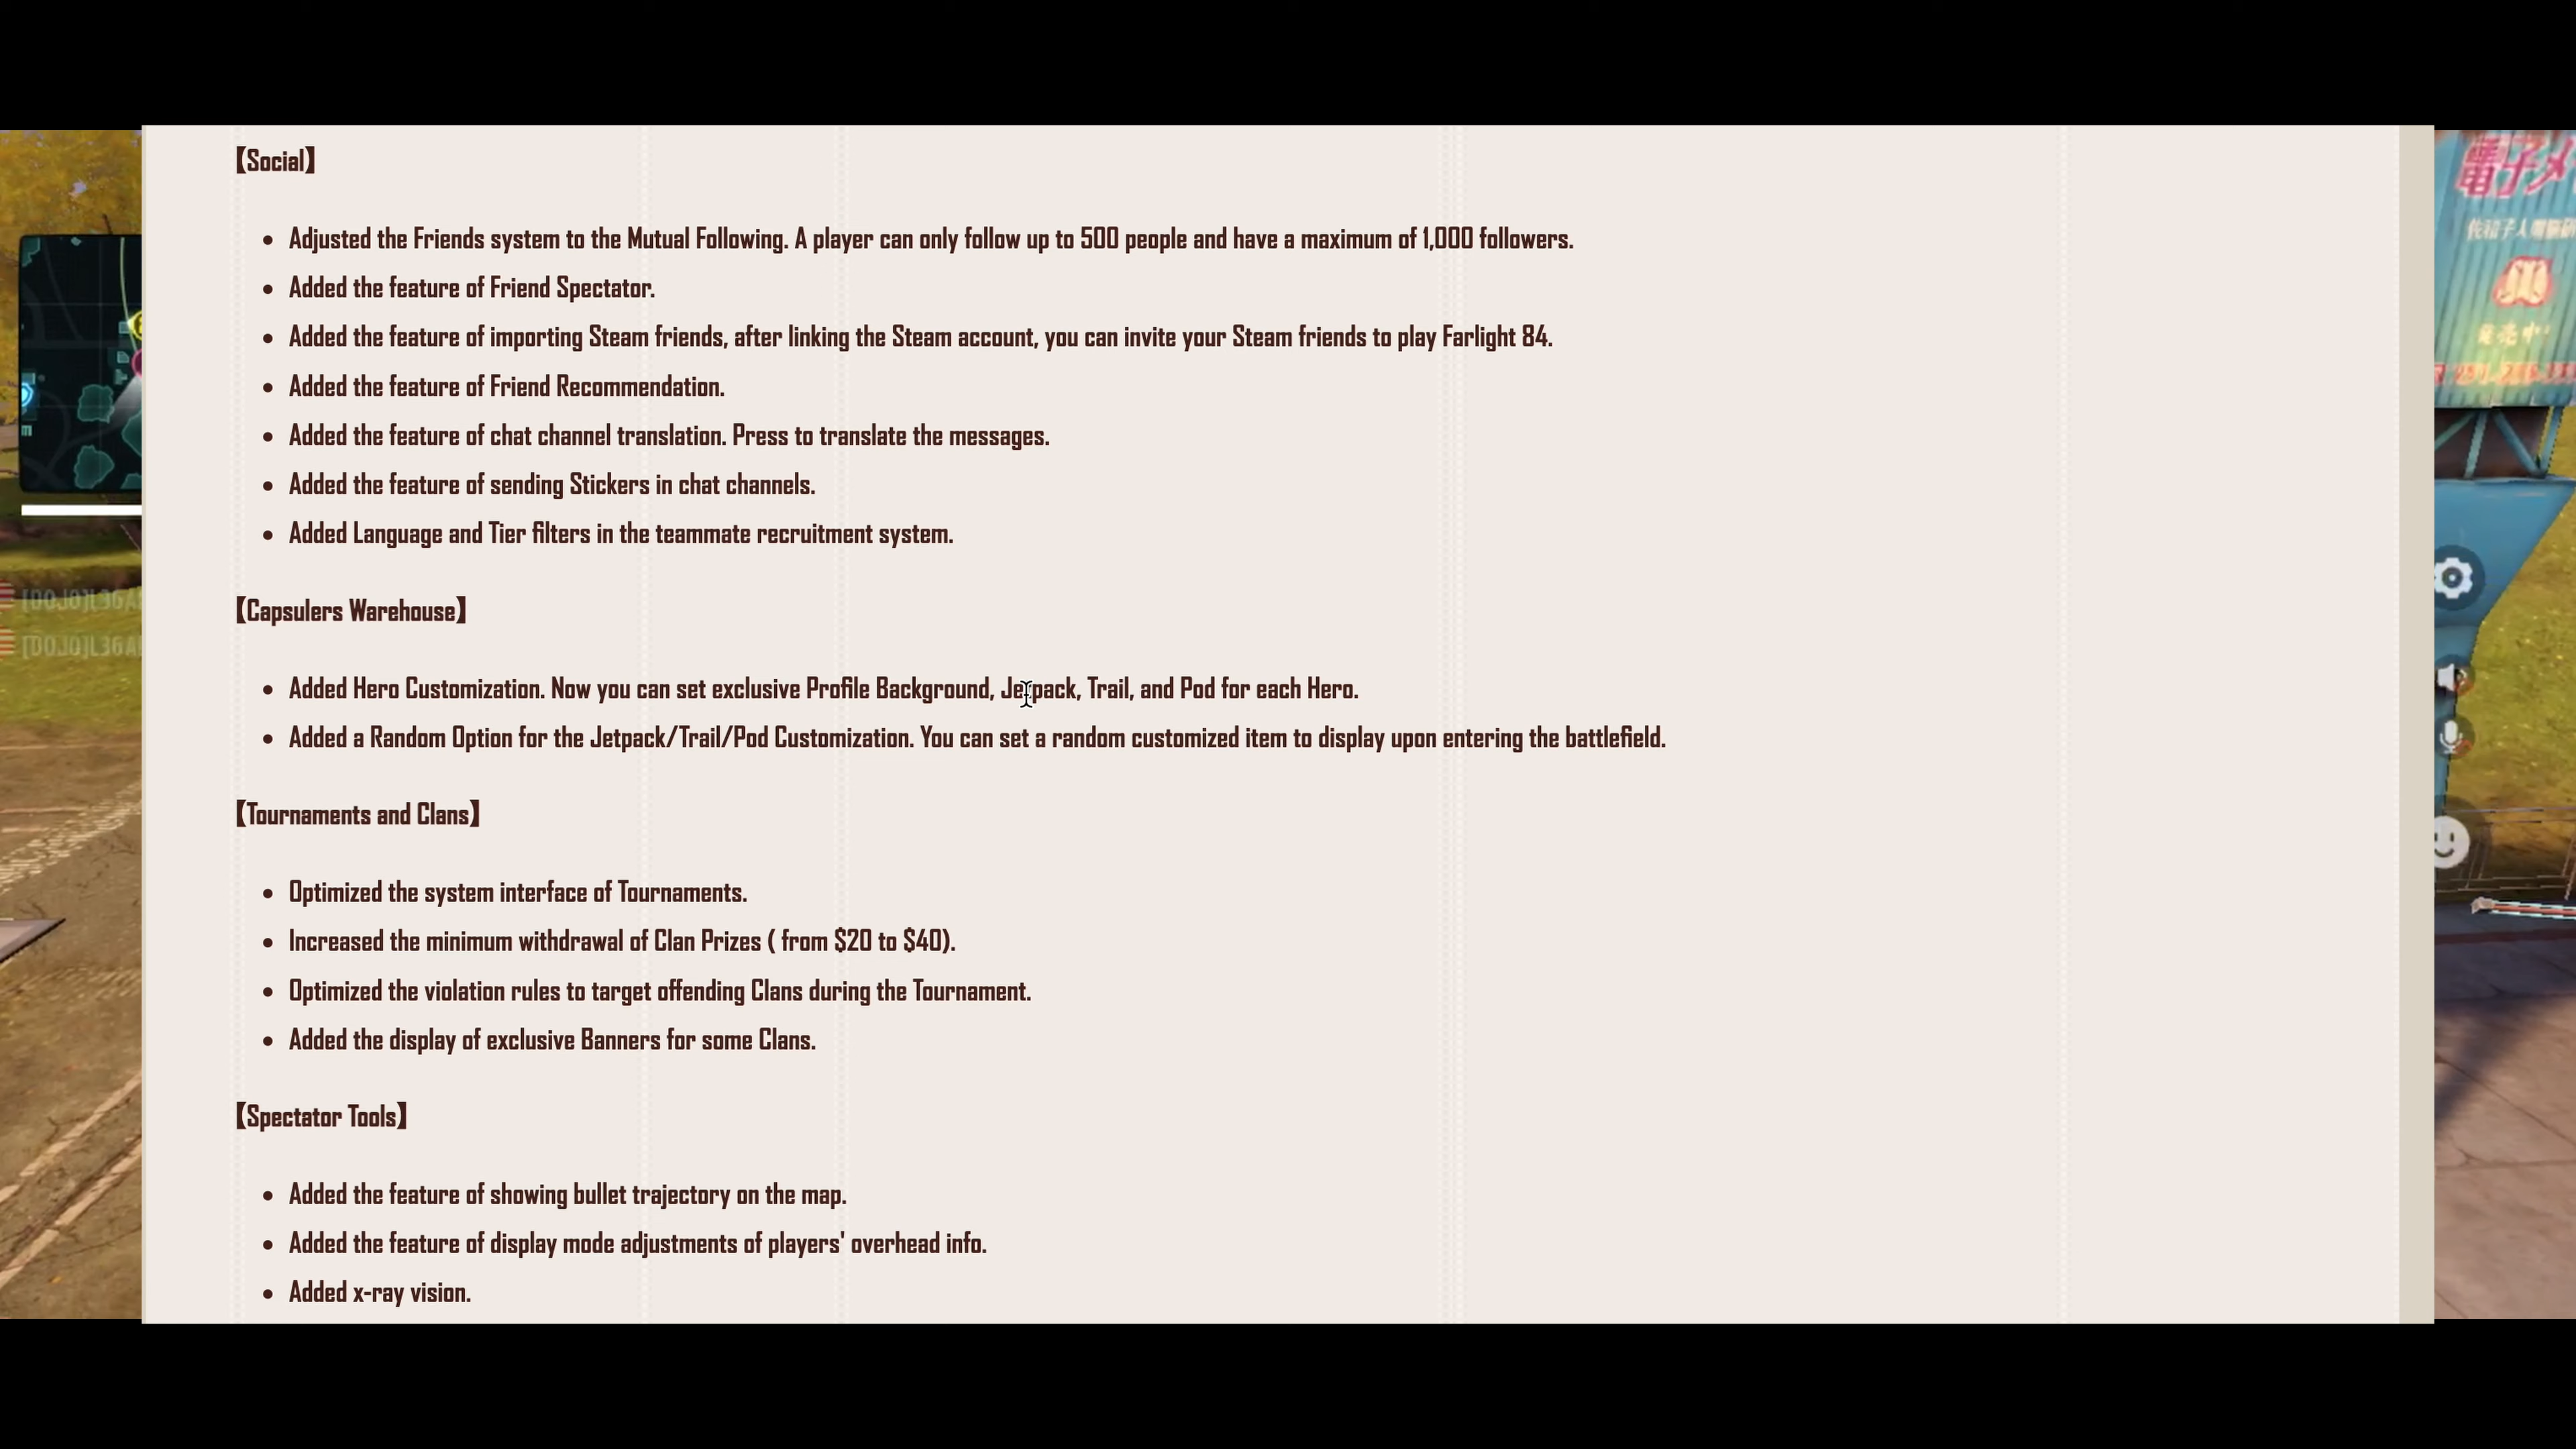 【Social】
Adjusted the Friends system to the Mutual Following. A player can only follow up to 500 people and have a maximum of 1,000 followers.
Added the feature of Friend Spectator.
Added the feature of importing Steam friends, after linking the Steam account, you can invite your Steam friends to play Farlight 84.
Added the feature of Friend Recommendation.
Added the feature of chat channel translation. Press to translate the messages.
Added the feature of sending Stickers in chat channels.
Added Language and Tier filters in the teammate recruitment system.
【Capsulers Warehouse】
Added Hero Customization. Now you can set exclusive Profile Background, Jetpack, Trail, and Pod for each Hero.
Added a Random Option for the Jetpack/Trail/Pod Customization. You can set a random customized item to display upon entering the battlefield.
【Tournaments and Clans】
Optimized the system interface of Tournaments.
Increased the minimum withdrawal of Clan Prizes ( from $20 to $40).
Optimized the violation rules to target offending Clans during the Tournament.
Added the display of exclusive Banners for some Clans.
【Spectator Tools】
Added the feature of showing bullet trajectory on the map.
Added the feature of display mode adjustments of players' overhead info.
Added x-ray vision.
電子メ